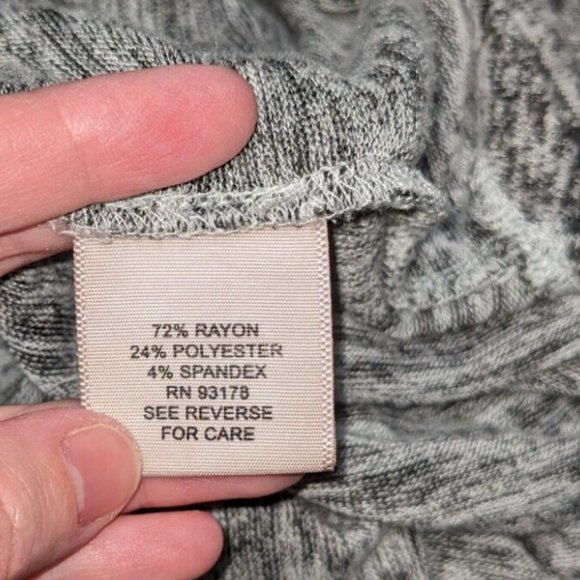 72% RAYON
24% POLYESTER
4% SPANDEX
RN 93178
SEE REVERSE
FOR CARE